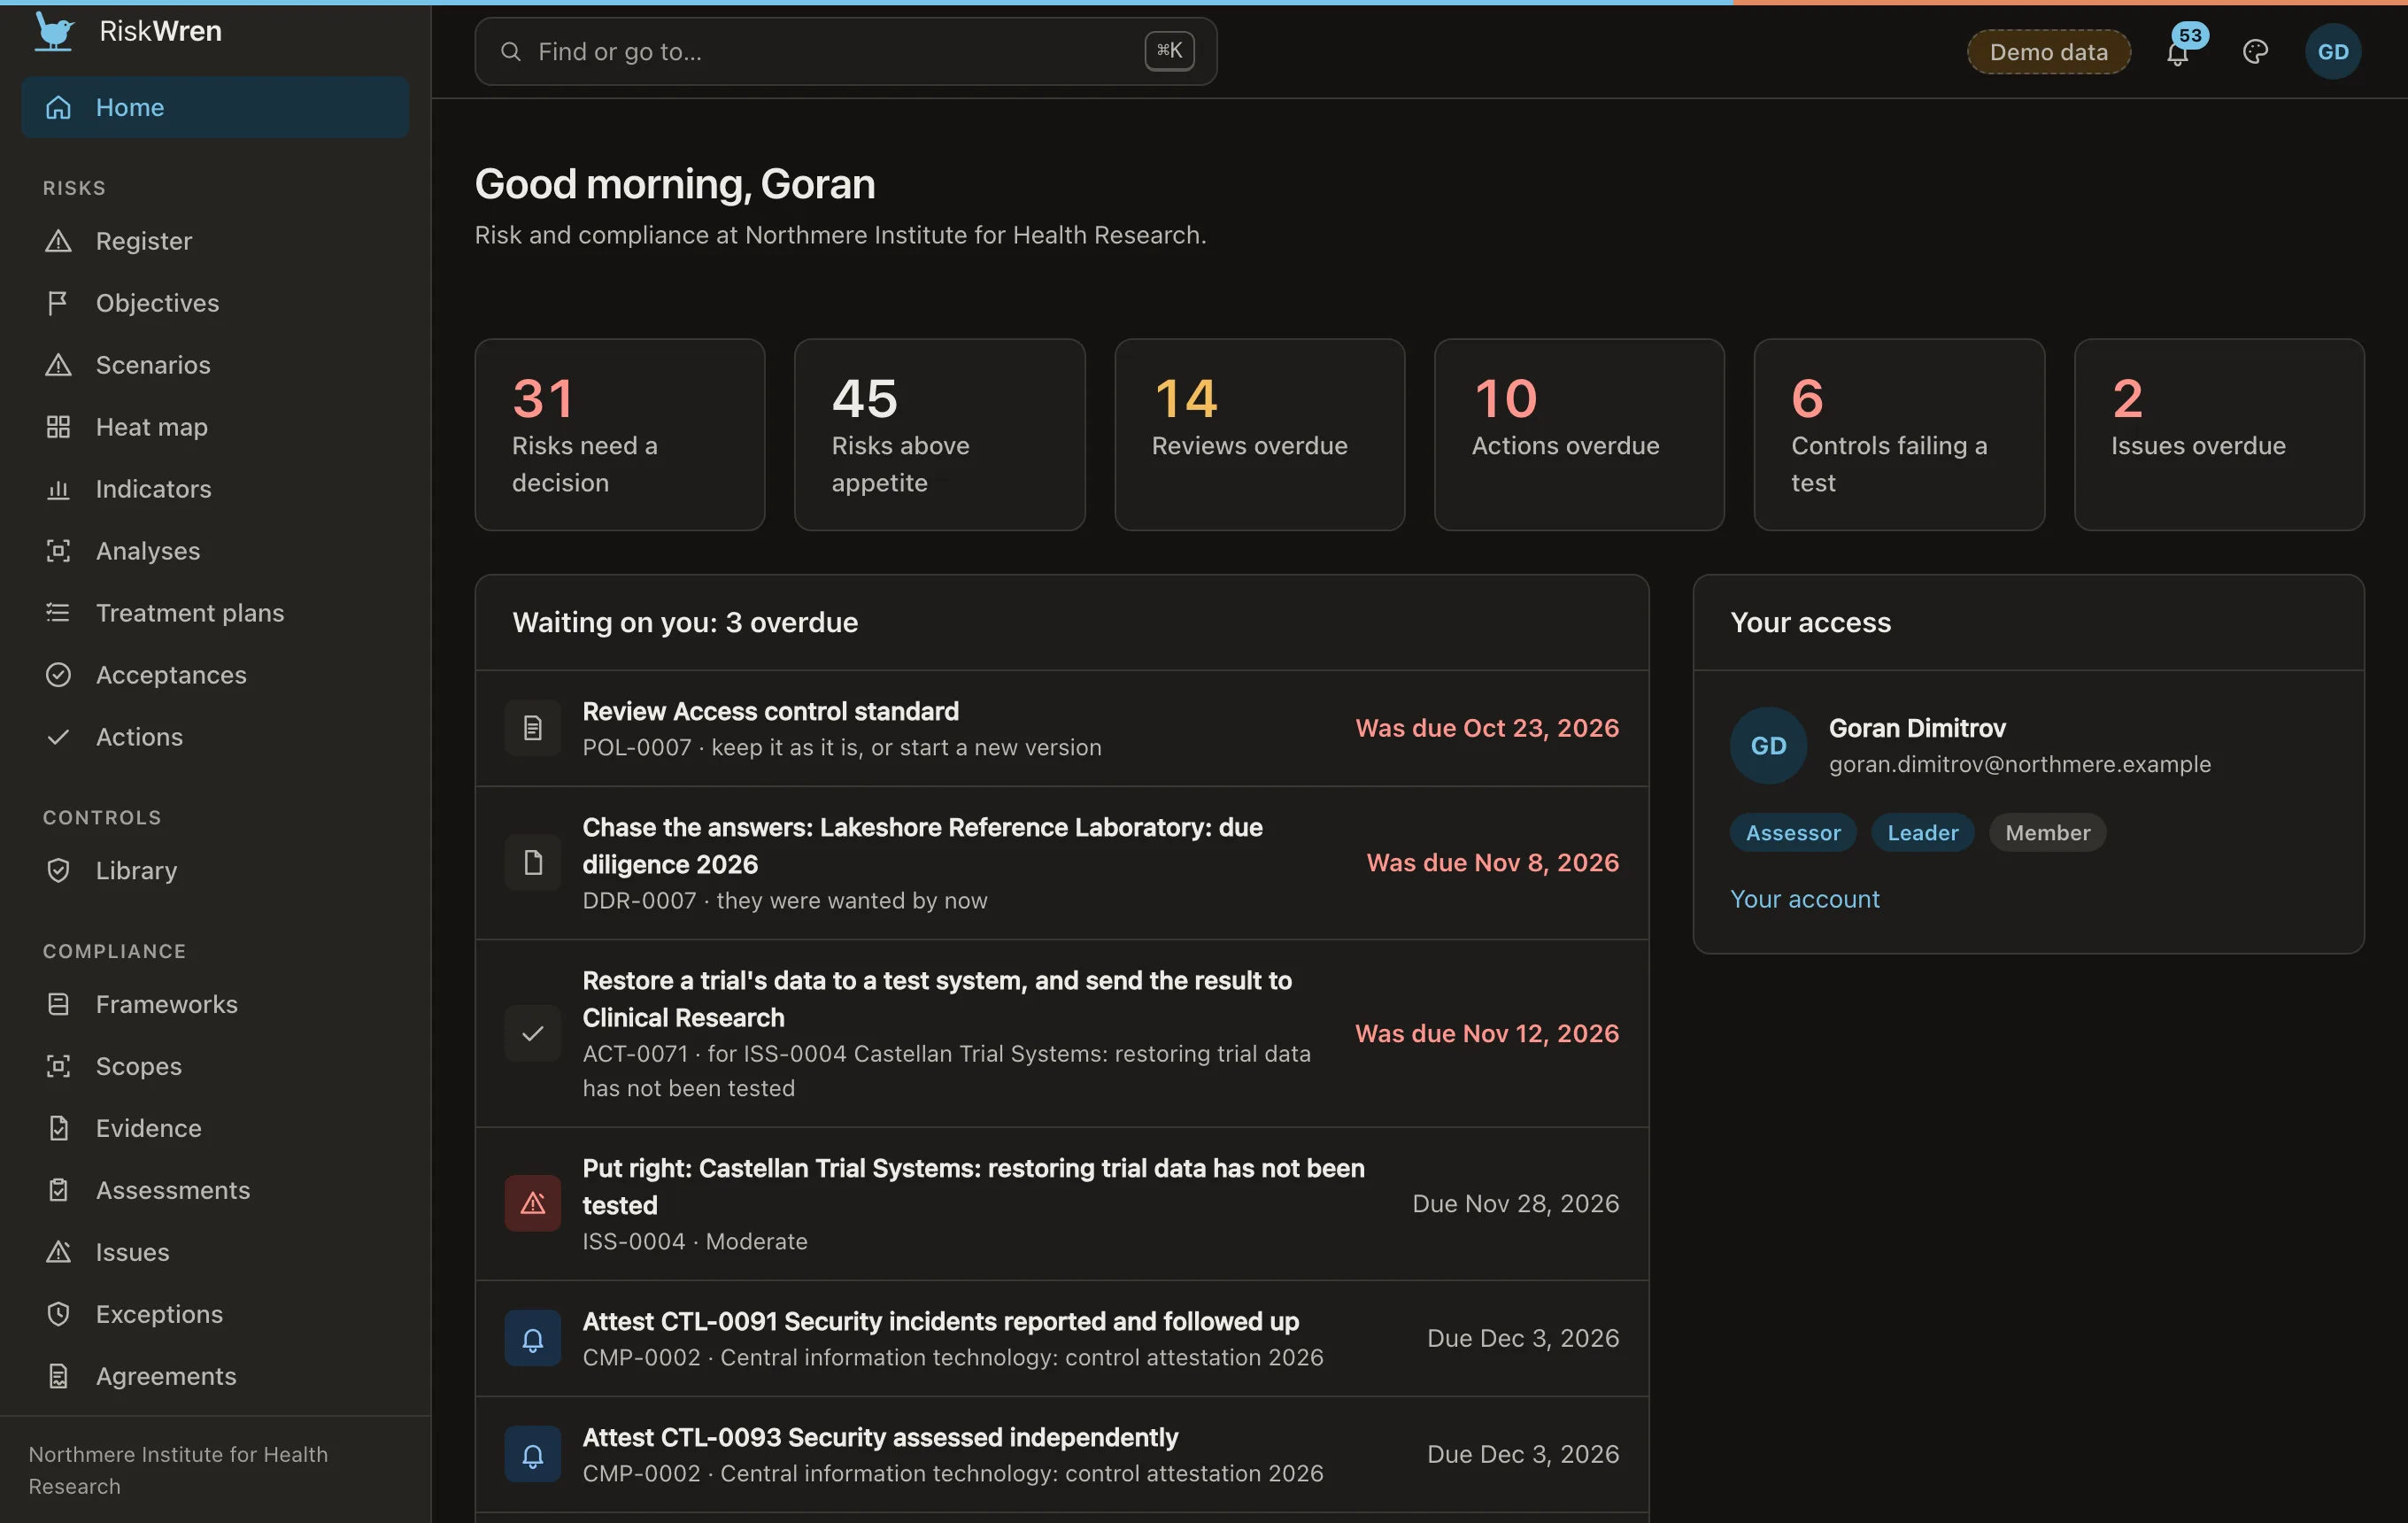 RiskWren
Find or go to...
⌘K
Demo data
53
GD
Home
RISKS
Register
Objectives
Scenarios
Heat map
Indicators
Analyses
Treatment plans
Acceptances
Actions
CONTROLS
Library
COMPLIANCE
Frameworks
Scopes
Evidence
Assessments
Issues
Exceptions
Agreements
Northmere Institute for Health
Research
Good morning, Goran
Risk and compliance at Northmere Institute for Health Research.
31
Risks need a
decision
45
Risks above
appetite
14
Reviews overdue
10
Actions overdue
6
Controls failing a
test
2
Issues overdue
Waiting on you: 3 overdue
Review Access control standard
POL-0007 · keep it as it is, or start a new version
Was due Oct 23, 2026
Chase the answers: Lakeshore Reference Laboratory: due
diligence 2026
DDR-0007 · they were wanted by now
Was due Nov 8, 2026
Restore a trial's data to a test system, and send the result to
Clinical Research
ACT-0071 · for ISS-0004 Castellan Trial Systems: restoring trial data
has not been tested
Was due Nov 12, 2026
Put right: Castellan Trial Systems: restoring trial data has not been
tested
ISS-0004 · Moderate
Due Nov 28, 2026
Attest CTL-0091 Security incidents reported and followed up
CMP-0002 · Central information technology: control attestation 2026
Due Dec 3, 2026
Attest CTL-0093 Security assessed independently
CMP-0002 · Central information technology: control attestation 2026
Due Dec 3, 2026
Your access
GD
Goran Dimitrov
goran.dimitrov@northmere.example
Assessor
Leader
Member
Your account